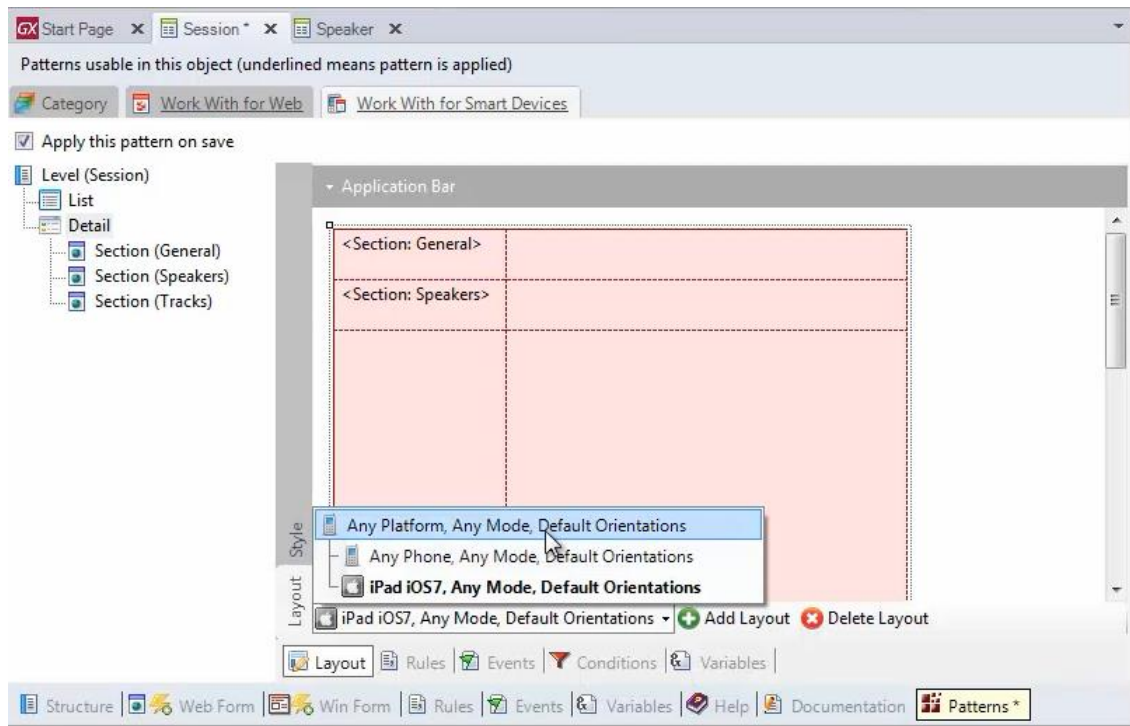 GX Start Page Session* Speaker
Patterns usable in this object (underlined means pattern is applied)
Category Work With for Web Work With for Smart Devices
Apply this pattern on save
Level (Session)
List
Detail
Section (General)
Section (Speakers)
Section (Tracks)
Application Bar
<Section: General>
<Section: Speakers>
Style
Layout
Any Platform, Any Mode, Default Orientations
Any Phone, Any Mode, Default Orientations
iPad iOS7, Any Mode, Default Orientations
iPad iOS7, Any Mode, Default Orientations Add Layout Delete Layout
Layout Rules Events Conditions Variables
Structure Web Form Win Form Rules Events Variables Help Documentation Patterns*